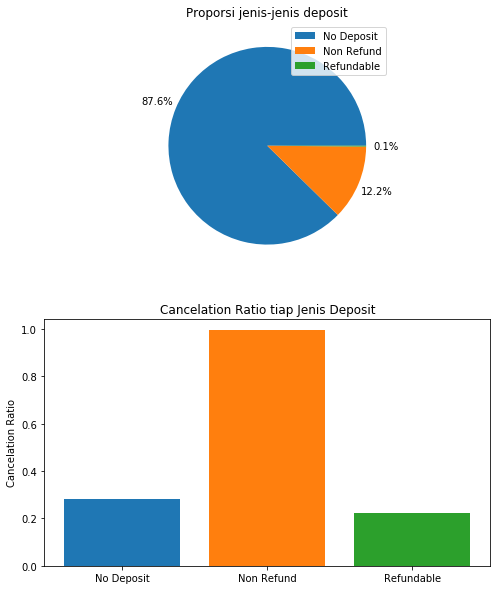 Proporsi jenis-jenis deposit
No Deposit
Non Refund
Refundable
87.6%
0.1%
12.2%
Cancelation Ratio tiap Jenis Deposit
1.0
0.8
0.6
0.4
0.2
0.0
Cancelation Ratio
No Deposit
Non Refund
Refundable